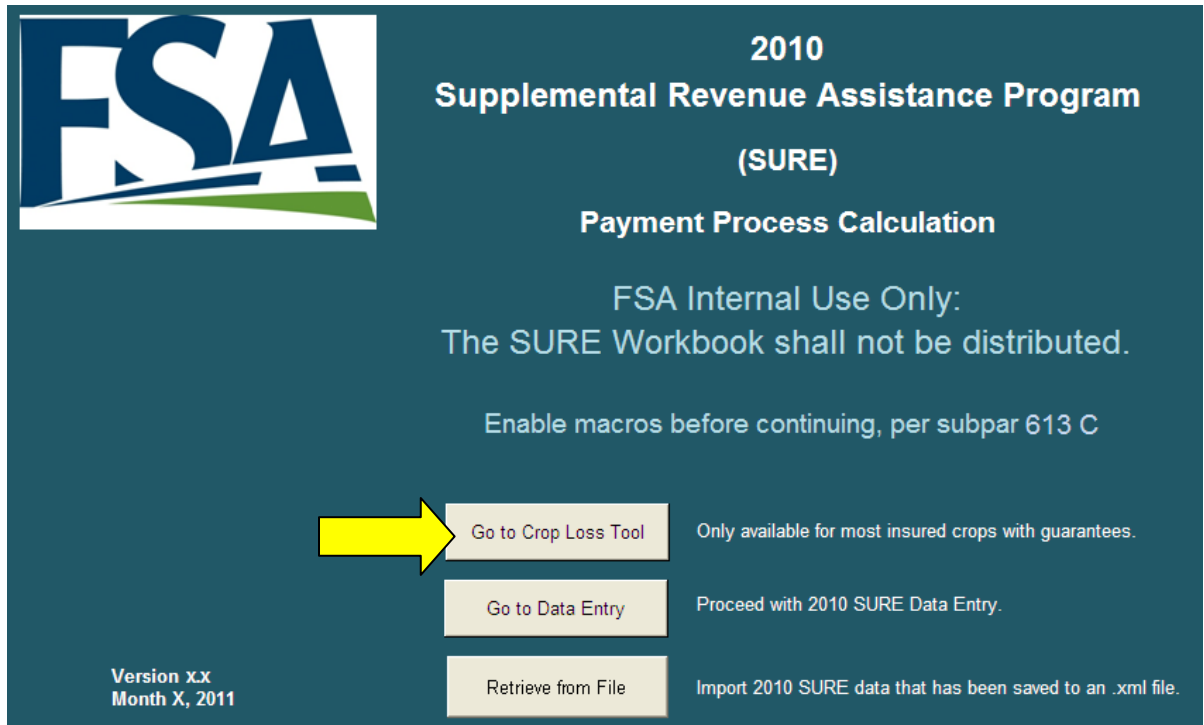 FSA
2010
Supplemental Revenue Assistance Program
(SURE)
Payment Process Calculation
FSA Internal Use Only:
The SURE Workbook shall not be distributed.
Enable macros before continuing, per subpar 613 C
Go to Crop Loss Tool
Only available for most insured crops with guarantees.
Go to Data Entry
Proceed with 2010 SURE Data Entry.
Retrieve from File
Import 2010 SURE data that has been saved to an .xml file.
Version x.x
Month X, 2011